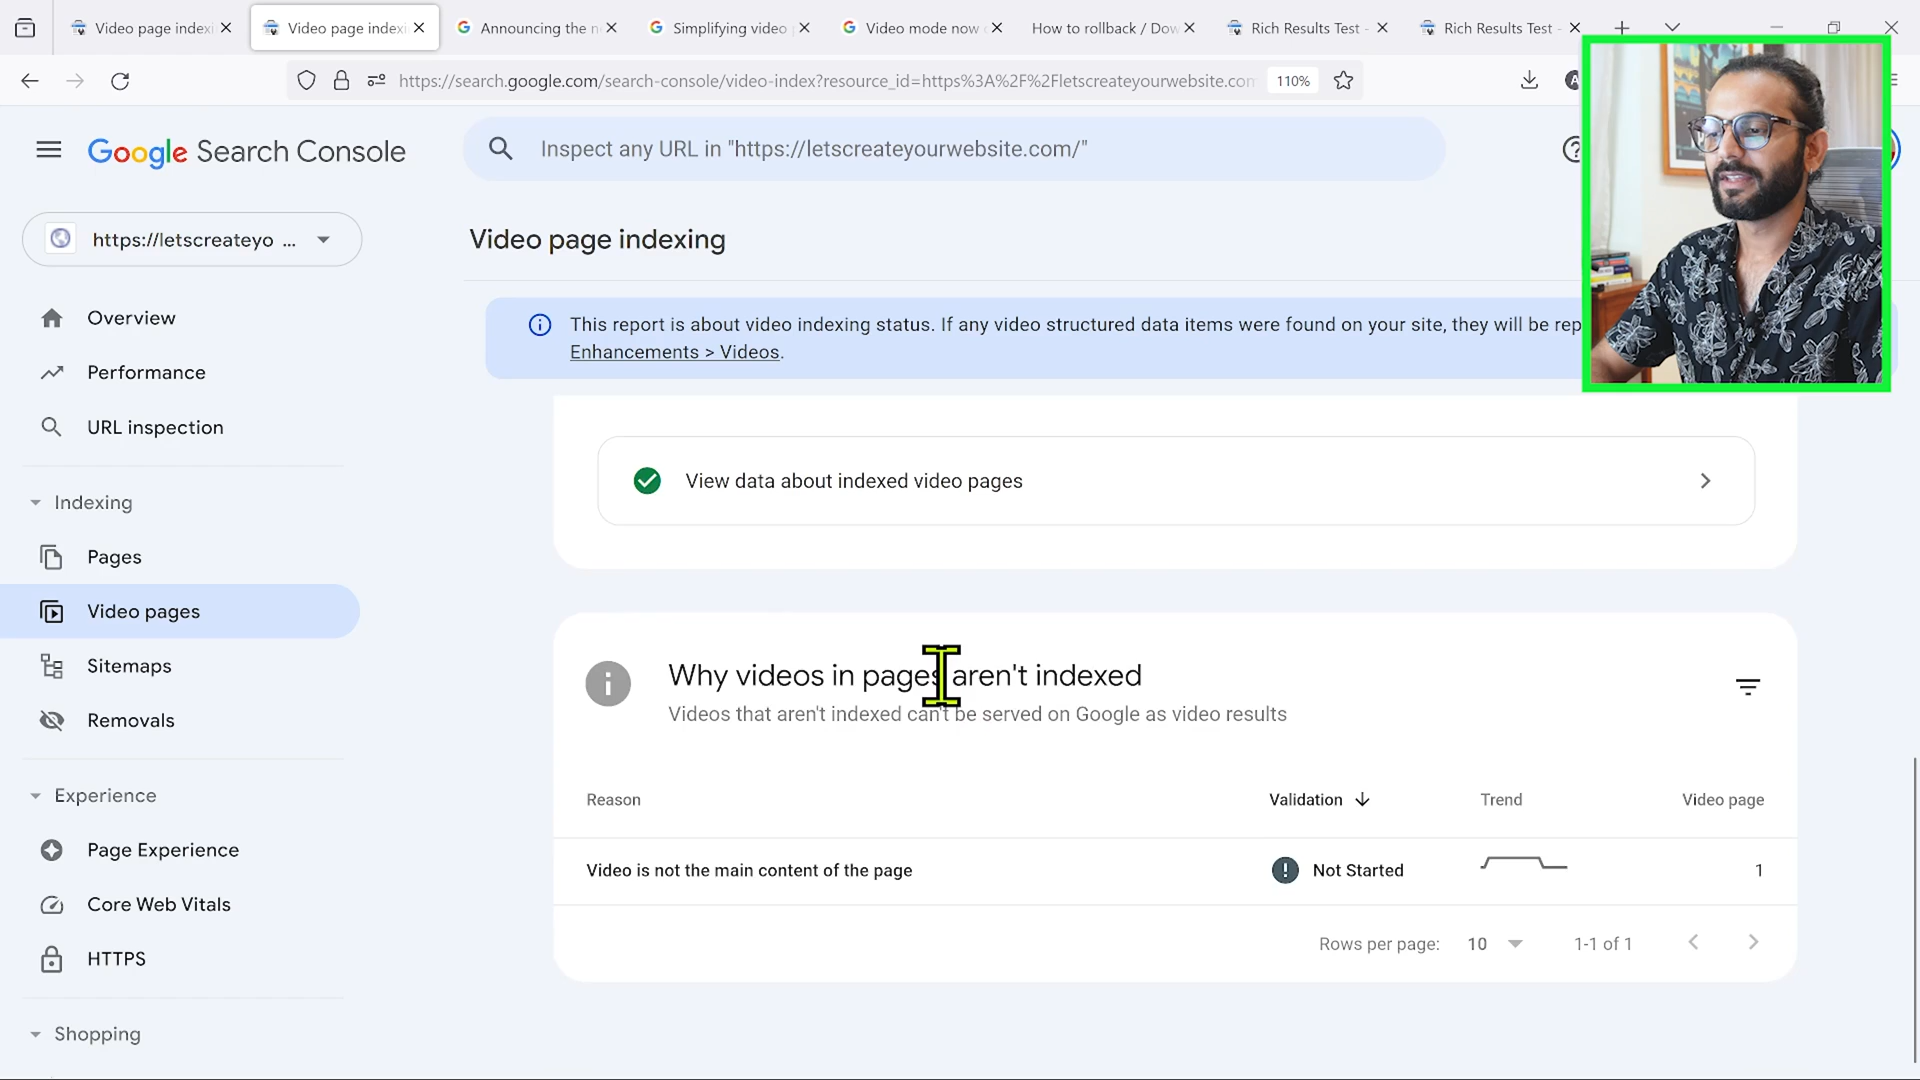 Video page index
Video page index
Announcing the n
Simplifying video
Video mode now
How to rollback / Dow
Rich Results Test -
Rich Results Test -
https://search.google.com/search-console/video-index?resource_id=https%3A%2F%2Fletscreateyourwebsite.com
110%
Google Search Console
Inspect any URL in "https://letscreateyourwebsite.com/"
https://letscreateyo ...
Video page indexing
This report is about video indexing status. If any video structured data items were found on your site, they will be rep
Enhancements > Videos.
Overview
Performance
URL inspection
Indexing
Pages
Video pages
Sitemaps
Removals
Experience
Page Experience
Core Web Vitals
HTTPS
Shopping
View data about indexed video pages
Why videos in pages aren't indexed
Videos that aren't indexed can't be served on Google as video results
Reason
Validation
Trend
Video page
Video is not the main content of the page
Not Started
1
Rows per page:
10
1-1 of 1